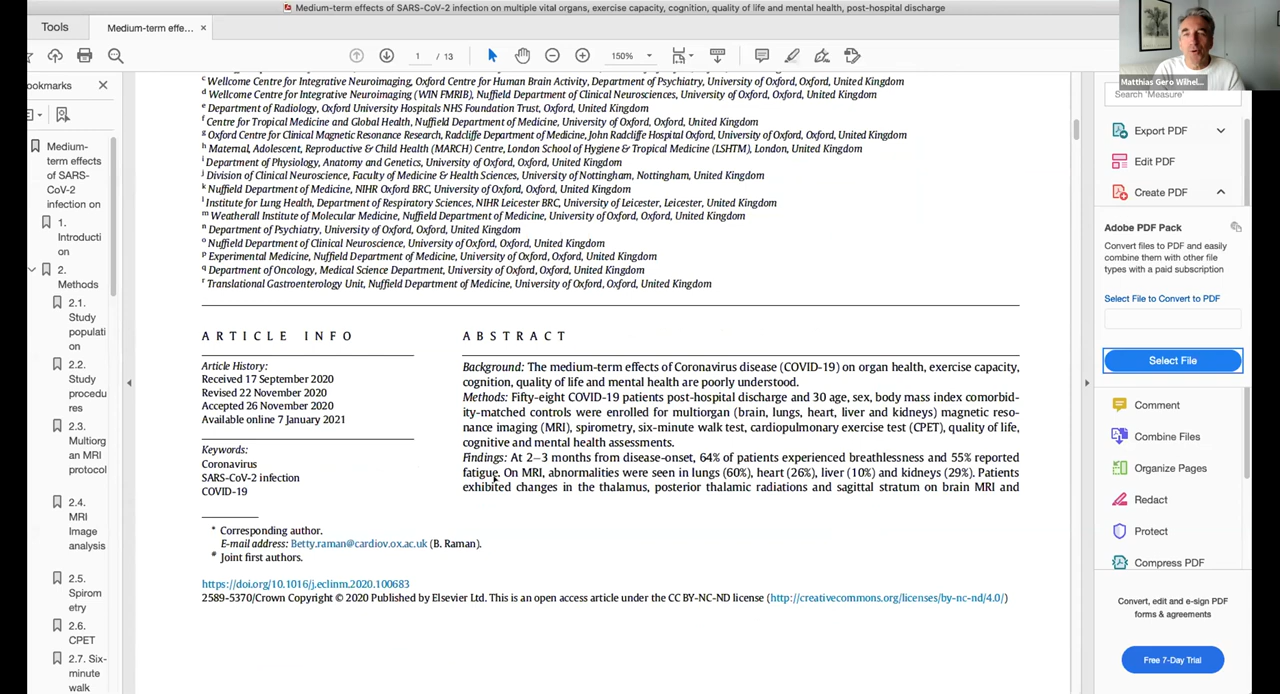 Medium-term effects of SARS-CoV-2 infection on multiple vital organs, exercise capacity, cognition, quality of life and mental health, post-hospital discharge
Tools
Medium-term effe... ×
1 / 13
150%
Matthias Gero Wilhel...
ookmarks
Medium-
term effects
of SARS-
CoV-2
infection on
1.
Introducti
on
2.
Methods
2.1.
Study
populati
on
2.2.
Study
procedu
res
2.3.
Multiorg
an MRI
protocol
2.4.
MRI
Image
analysis
2.5.
Spirom
etry
2.6.
CPET
2.7. Six-
minute
walk
c Wellcome Centre for Integrative Neuroimaging, Oxford Centre for Human Brain Activity, Department of Psychiatry, University of Oxford, Oxford, United Kingdom
d Wellcome Centre for Integrative Neuroimaging (WIN FMRIB), Nuffield Department of Clinical Neurosciences, University of Oxford, Oxford, United Kingdom
e Department of Radiology, Oxford University Hospitals NHS Foundation Trust, Oxford, United Kingdom
f Centre for Tropical Medicine and Global Health, Nuffield Department of Medicine, University of Oxford, Oxford, United Kingdom
g Oxford Centre for Clinical Magnetic Resonance Research, Radcliffe Department of Medicine, John Radcliffe Hospital Oxford, University of Oxford, Oxford, United Kingdom
h Maternal, Adolescent, Reproductive & Child Health (MARCH) Centre, London School of Hygiene & Tropical Medicine (LSHTM), London, United Kingdom
i Department of Physiology, Anatomy and Genetics, University of Oxford, United Kingdom
j Division of Clinical Neuroscience, Faculty of Medicine & Health Sciences, University of Nottingham, Nottingham, United Kingdom
k Nuffield Department of Medicine, NIHR Oxford BRC, University of Oxford, Oxford, United Kingdom
l Institute for Lung Health, Department of Respiratory Sciences, NIHR Leicester BRC, University of Leicester, Leicester, United Kingdom
m Weatherall Institute of Molecular Medicine, Nuffield Department of Medicine, University of Oxford, Oxford, United Kingdom
n Department of Psychiatry, University of Oxford, Oxford, United Kingdom
o Nuffield Department of Clinical Neuroscience, University of Oxford, Oxford, United Kingdom
p Experimental Medicine, Nuffield Department of Medicine, University of Oxford, Oxford, United Kingdom
q Department of Oncology, Medical Science Department, University of Oxford, Oxford, United Kingdom
r Translational Gastroenterology Unit, Nuffield Department of Medicine, University of Oxford, Oxford, United Kingdom
ARTICLE INFO
Article History:
Received 17 September 2020
Revised 22 November 2020
Accepted 26 November 2020
Available online 7 January 2021
Keywords:
Coronavirus
SARS-CoV-2 infection
COVID-19
ABSTRACT
Background: The medium-term effects of Coronavirus disease (COVID-19) on organ health, exercise capacity,
cognition, quality of life and mental health are poorly understood.
Methods: Fifty-eight COVID-19 patients post-hospital discharge and 30 age, sex, body mass index comorbid-
ity-matched controls were enrolled for multiorgan (brain, lungs, heart, liver and kidneys) magnetic reso-
nance imaging (MRI), spirometry, six-minute walk test, cardiopulmonary exercise test (CPET), quality of life,
cognitive and mental health assessments.
Findings: At 2−3 months from disease-onset, 64% of patients experienced breathlessness and 55% reported
fatigue. On MRI, abnormalities were seen in lungs (60%), heart (26%), liver (10%) and kidneys (29%). Patients
exhibited changes in the thalamus, posterior thalamic radiations and sagittal stratum on brain MRI and
* Corresponding author.
E-mail address: Betty.raman@cardiov.ox.ac.uk (B. Raman).
# Joint first authors.
https://doi.org/10.1016/j.eclinm.2020.100683
2589-5370/Crown Copyright © 2020 Published by Elsevier Ltd. This is an open access article under the CC BY-NC-ND license (http://creativecommons.org/licenses/by-nc-nd/4.0/)
Search 'Measure'
Export PDF
Edit PDF
Create PDF
Adobe PDF Pack
Convert files to PDF and easily
combine them with other file
types with a paid subscription
Select File to Convert to PDF
Select File
Comment
Combine Files
Organize Pages
Redact
Protect
Compress PDF
Convert, edit and e-sign PDF
forms & agreements
Free 7-Day Trial